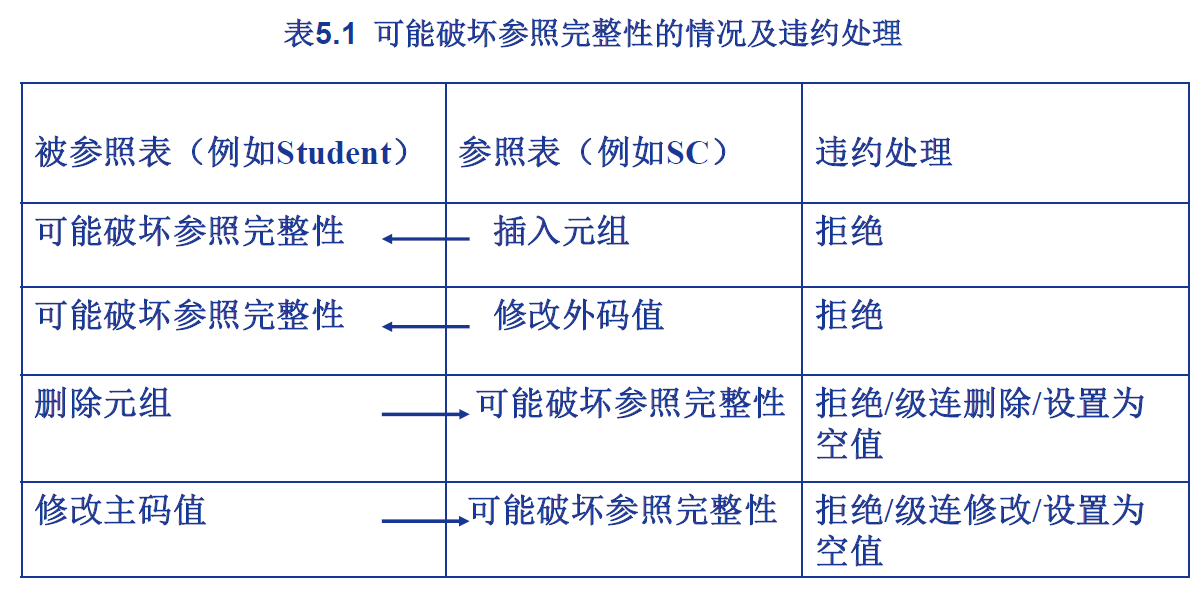 表5.1 可能破坏参照完整性的情况及违约处理
被参照表（例如Student） 参照表（例如SC） 违约处理
可能破坏参照完整性 插入元组 拒绝
可能破坏参照完整性 修改外码值 拒绝
删除元组 可能破坏参照完整性 拒绝/级连删除/设置为
空值
修改主码值 可能破坏参照完整性 拒绝/级连修改/设置为
空值